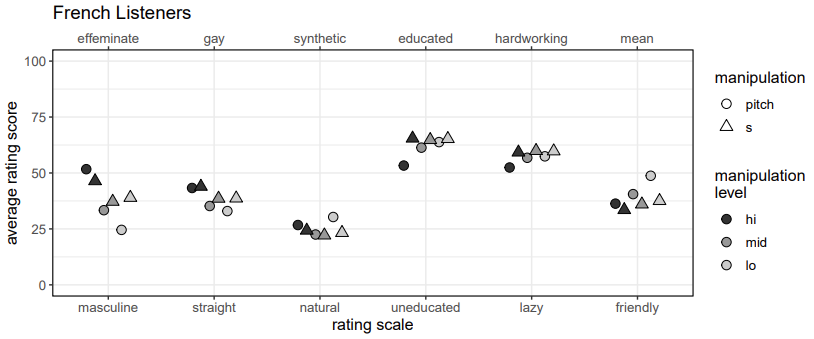 French Listeners
effeminate gay synthetic educated hardworking mean
100
75
50
25
0
average rating score
masculine straight natural uneducated lazy friendly
rating scale
manipulation
pitch
s
manipulation
level
hi
mid
lo